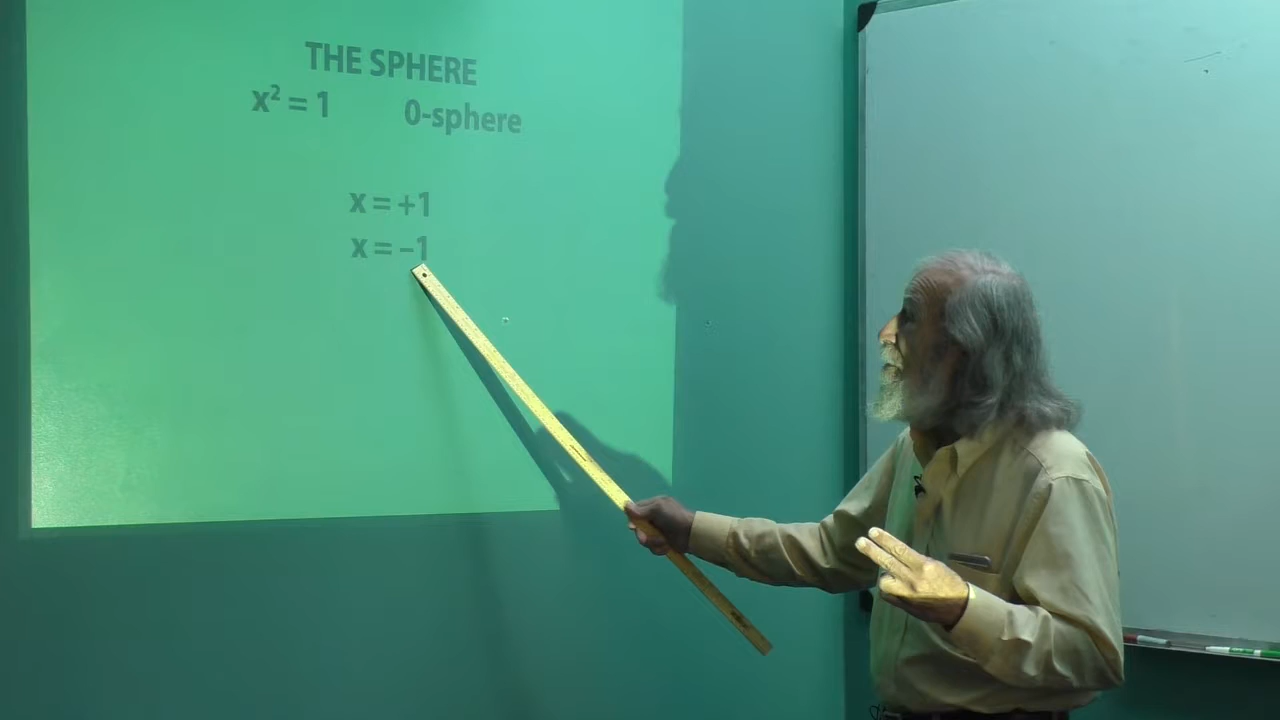 THE SPHERE
x² = 1 0-sphere
x = +1
x = –1